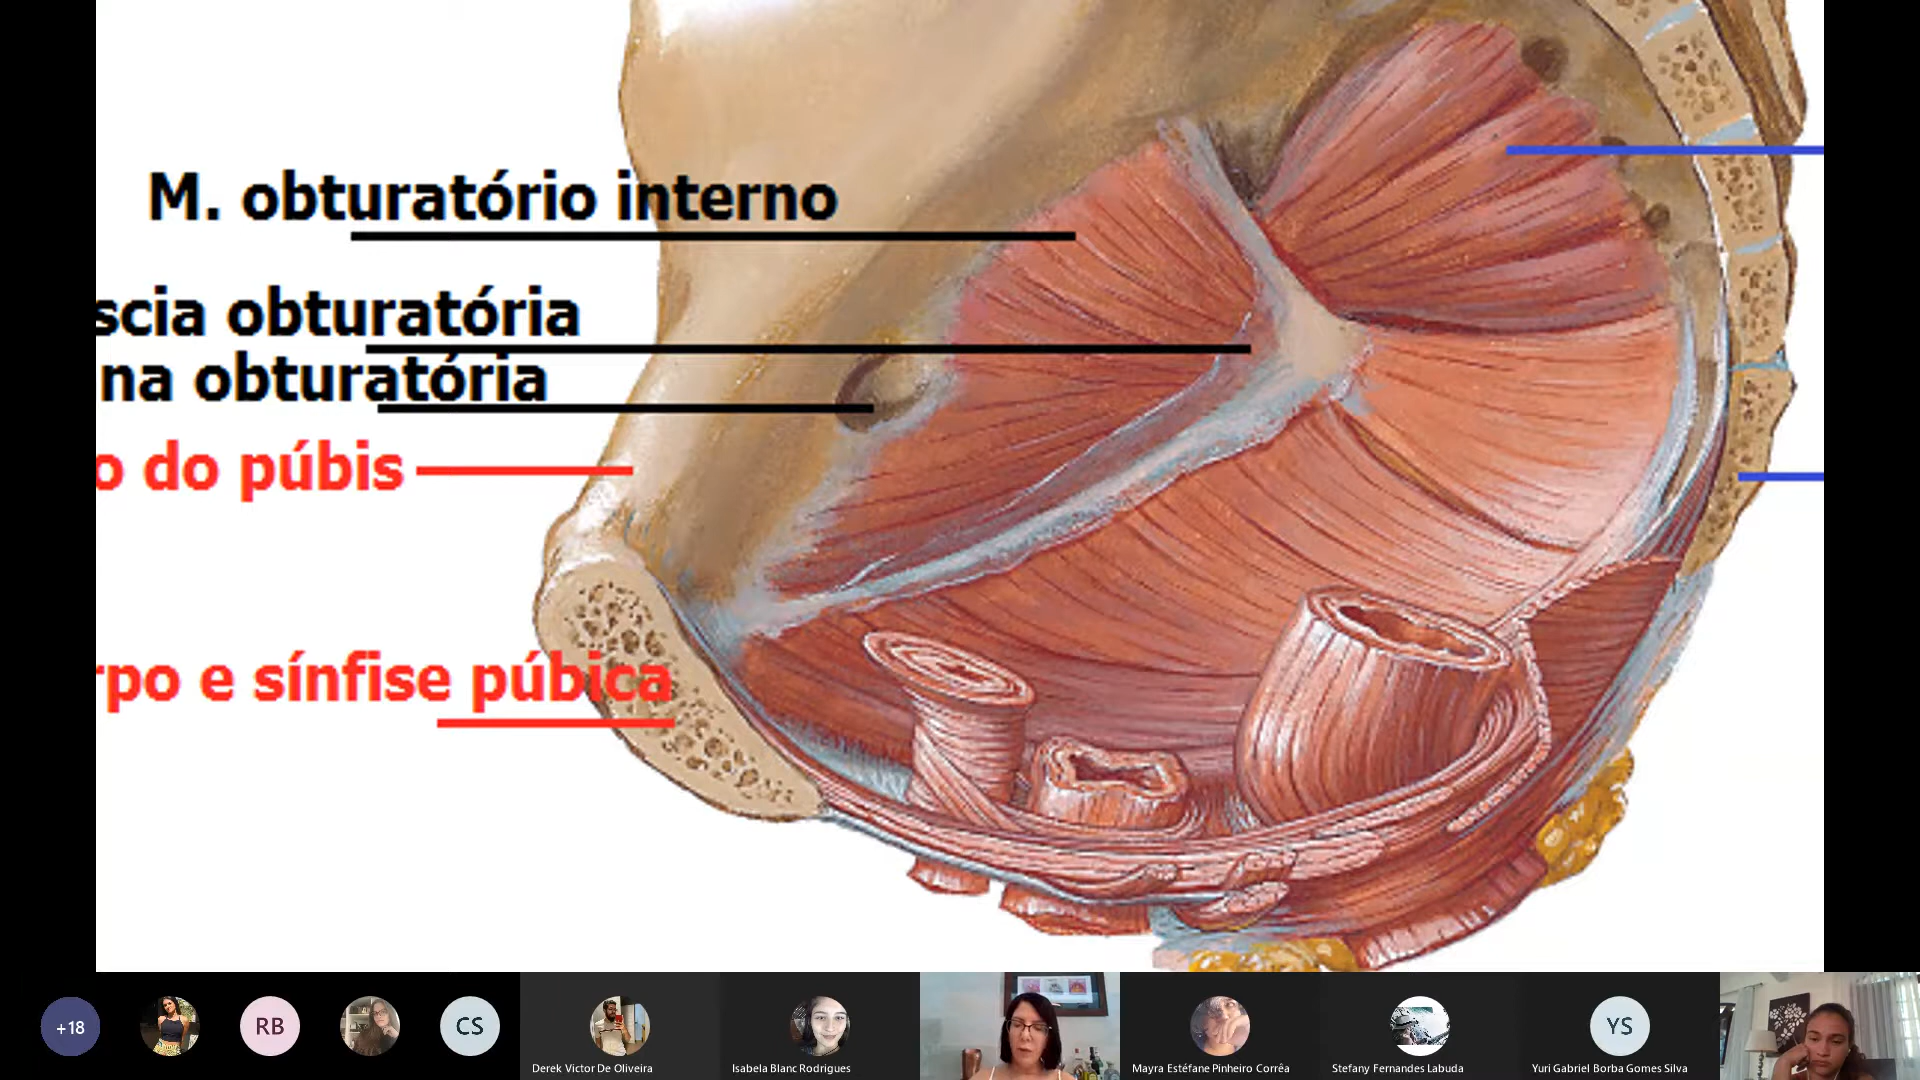 M. obturatório interno
scia obturatória
na obturatória
o do púbis
rpo e sínfise púbica
+18
RB
CS
YS
Derek Victor De Oliveira
Isabela Blanc Rodrigues
Mayra Estéfane Pinheiro Corrêa
Stefany Fernandes Labuda
Yuri Gabriel Borba Gomes Silva